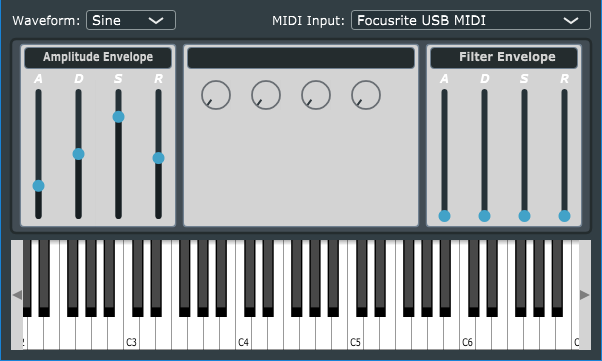 Waveform: Sine MIDI Input: Focusrite USB MIDI
Amplitude Envelope Filter Envelope
A D S R A D S R
C3 C4 C5 C6